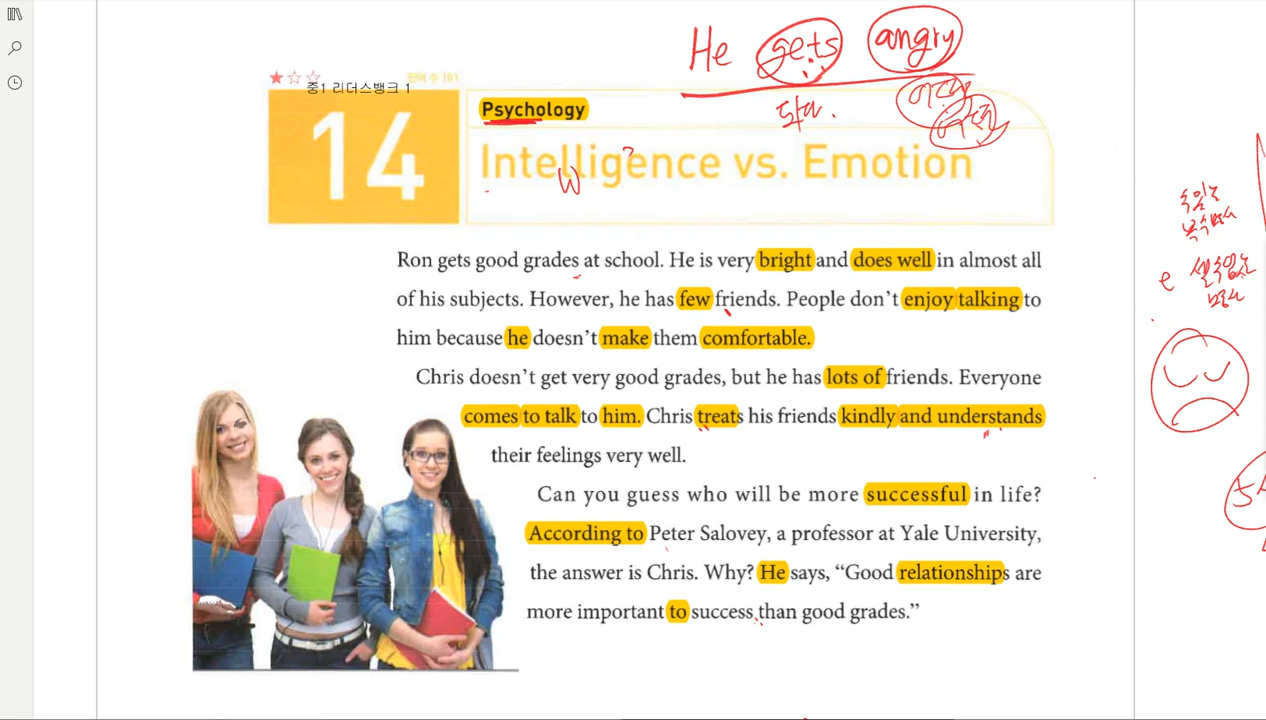 He gets angry
되다.
단어 수 101
중1 리더스뱅크 1
Psychology
14
Intelligence vs. Emotion
Ron gets good grades at school. He is very bright and does well in almost all
of his subjects. However, he has few friends. People don't enjoy talking to
him because he doesn't make them comfortable.
Chris doesn't get very good grades, but he has lots of friends. Everyone
comes to talk to him. Chris treats his friends kindly and understands
their feelings very well.
Can you guess who will be more successful in life?
According to Peter Salovey, a professor at Yale University,
the answer is Chris. Why? He says, “Good relationships are
more important to success than good grades.”